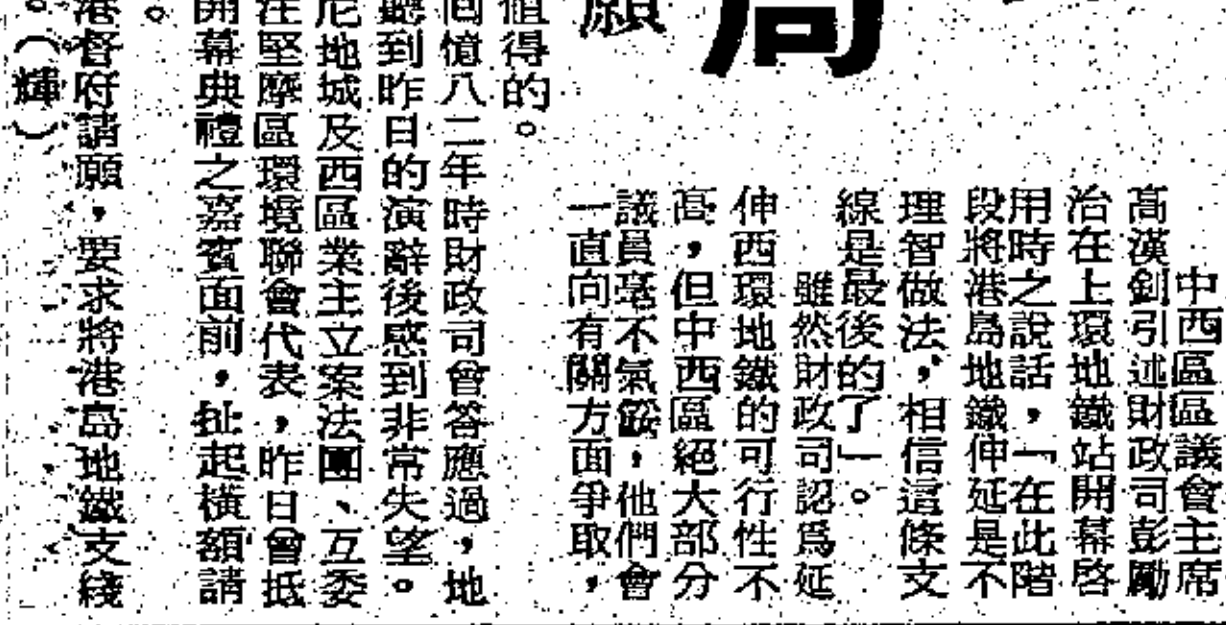 願
中西區區議會主席
高漢釗引述財政司彭勵
治在上環地鐵站開幕啓
用時之說話，「在此階
段將港島地鐵伸延是不
理智做法，相信這條支
線是最後的了」。
雖然財政司認爲延
伸西環地鐵的可行性不
高，但中西區絕大部分
議員毫不氣餒，他們會
一直向有關方面爭取，
值得的。
憶八二年時財政司曾答應過，地
聽到昨日的演辭後感到非常失望。
尼地城及西區業主立案法團、互委
注堅摩區環境聯會代表，昨日曾抵
開幕典禮之嘉賓面前，扯起橫額請
。
港督府請願，要求將港島地鐵支綫
。（輝）